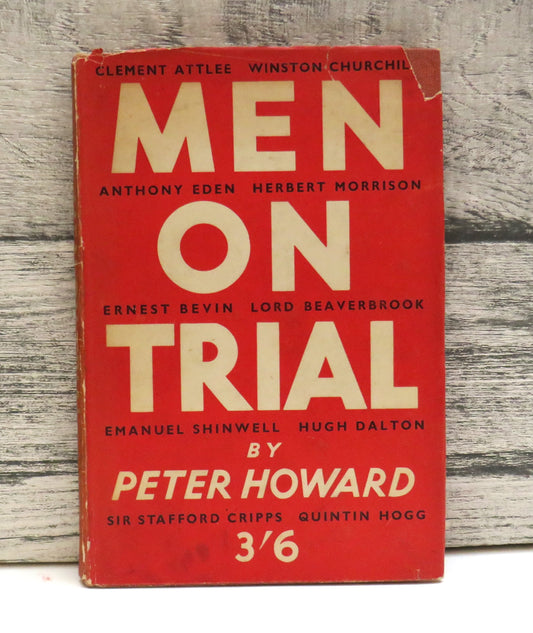 CLEMENT ATTLEE WINSTON CHURCHIL
MEN
ANTHONY EDEN HERBERT MORRISON
ON
ERNEST BEVIN LORD BEAVERBROOK
TRIAL
EMANUEL SHINWELL HUGH DALTON
BY
PETER HOWARD
SIR STAFFORD CRIPPS QUINTIN HOGG
3/6